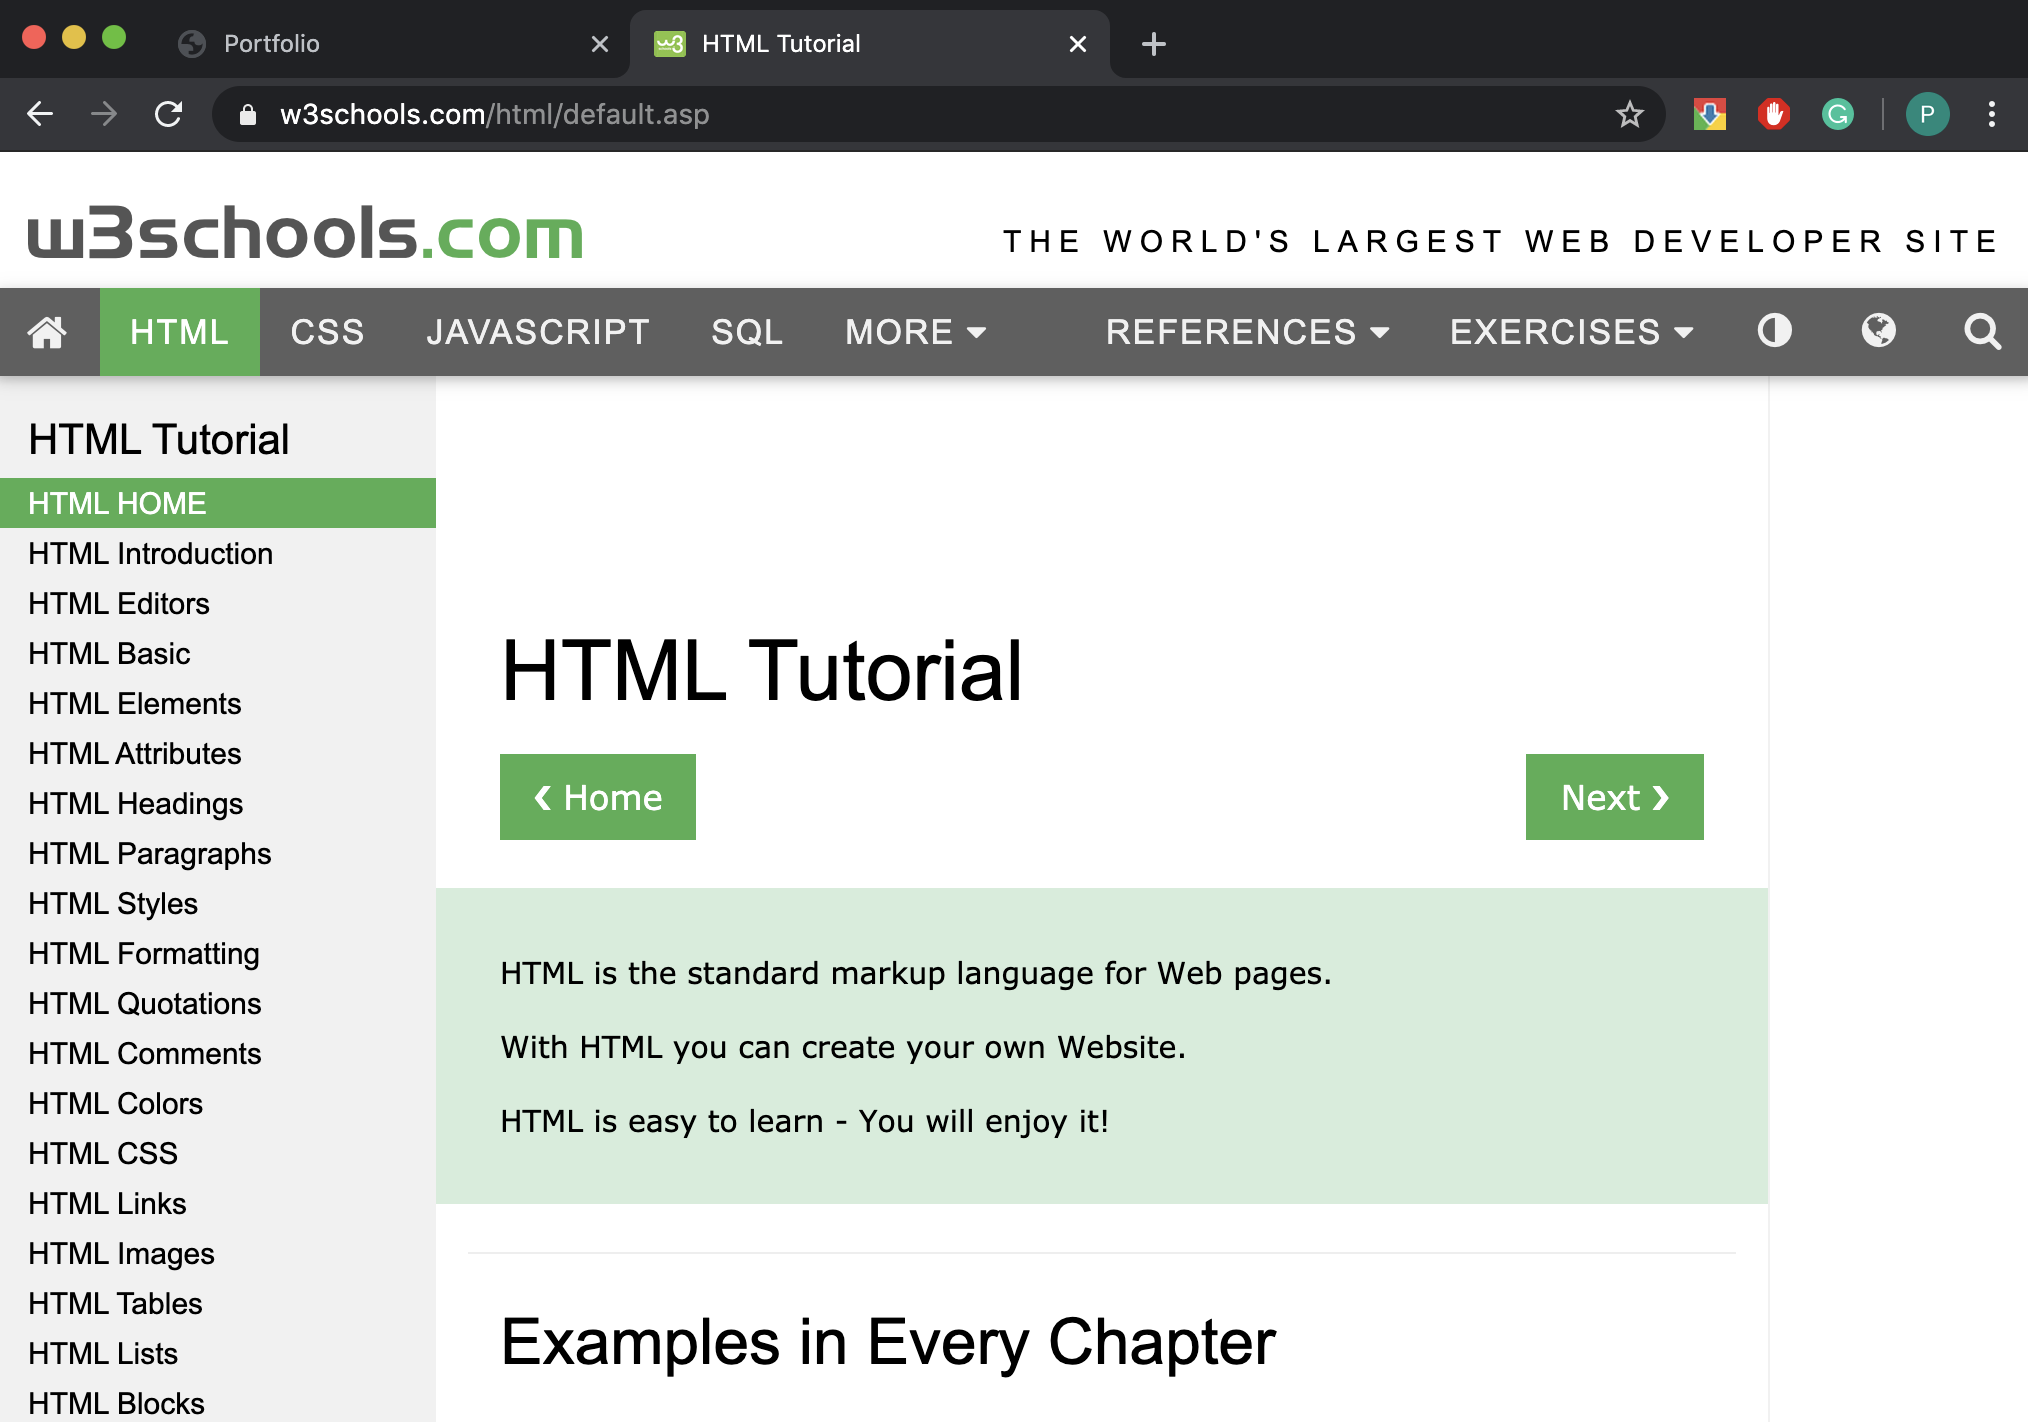 Portfolio
HTML Tutorial
w3schools.com/html/default.asp
P
w3schools.com
THE WORLD'S LARGEST WEB DEVELOPER SITE
HTML CSS JAVASCRIPT SQL MORE REFERENCES EXERCISES
HTML Tutorial
HTML HOME
HTML Introduction
HTML Editors
HTML Basic
HTML Elements
HTML Attributes
HTML Headings
HTML Paragraphs
HTML Styles
HTML Formatting
HTML Quotations
HTML Comments
HTML Colors
HTML CSS
HTML Links
HTML Images
HTML Tables
HTML Lists
HTML Blocks
HTML Tutorial
❮ Home
Next ❯
HTML is the standard markup language for Web pages.
With HTML you can create your own Website.
HTML is easy to learn - You will enjoy it!
Examples in Every Chapter